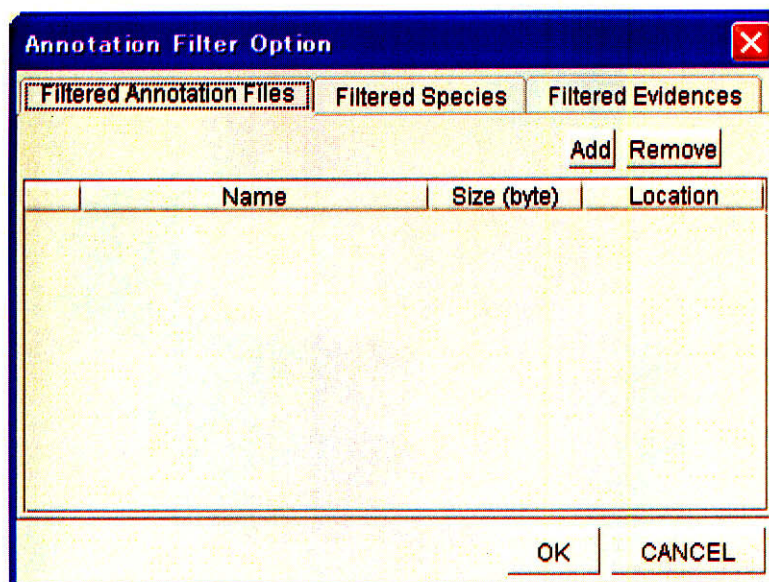 Annotation Filter Option
Filtered Annotation Files Filtered Species Filtered Evidences
Add Remove
Name Size (byte) Location
OK CANCEL